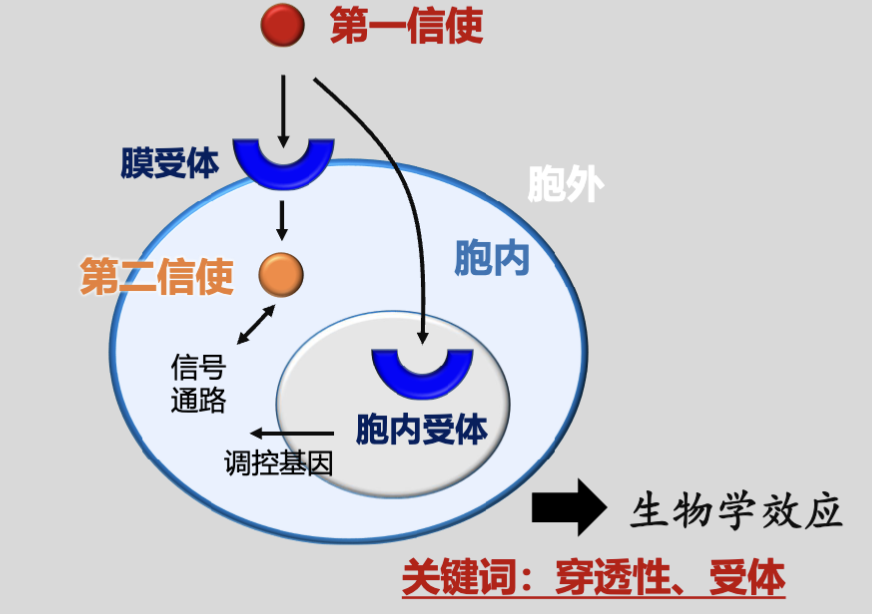 第一信使
膜受体
胞外
胞内
第二信使
信号
通路
胞内受体
调控基因
生物学效应
关键词：穿透性、受体